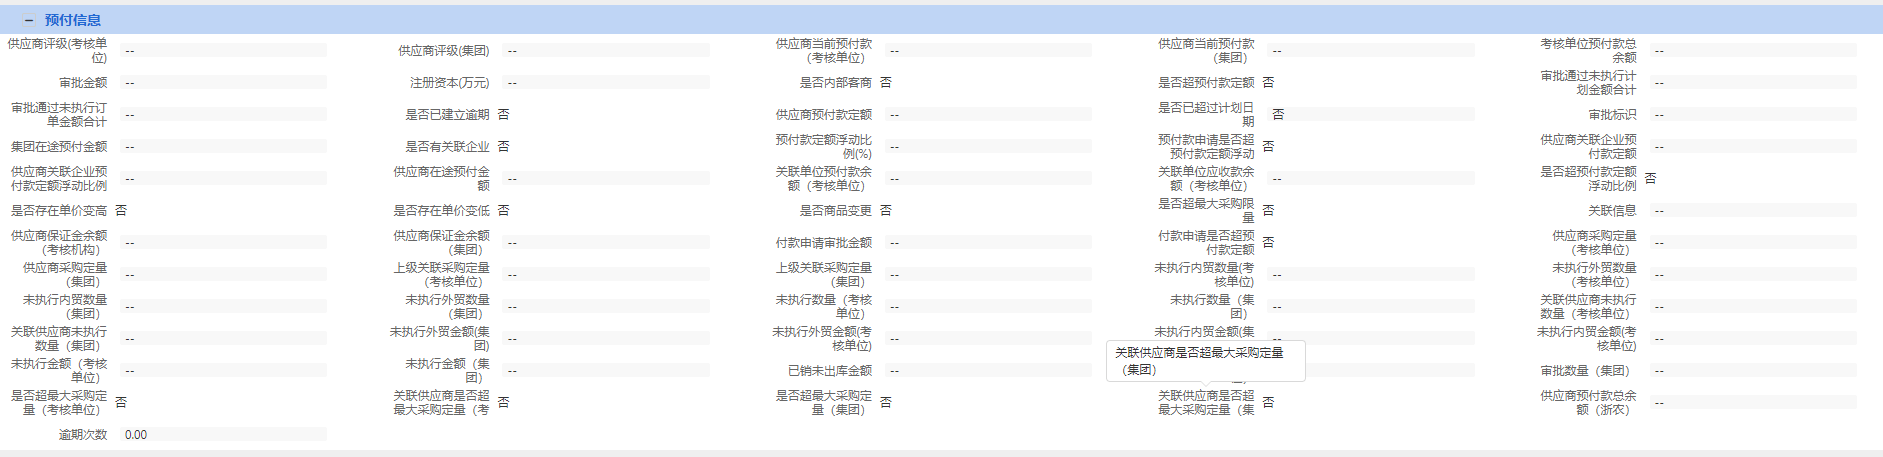 − 预付信息
供应商评级(考核单
位) --
供应商评级(集团) --
供应商当前预付款
（考核单位） --
供应商当前预付款
（集团） --
考核单位预付款总
余额 --
审批金额 --
注册资本(万元) --
是否内部客商 否
是否超预付款定额 否
审批通过未执行计
划金额合计 --
审批通过未执行订
单金额合计 --
是否已建立逾期 否
供应商预付款定额 --
是否已超过计划日
期 否
审批标识 --
集团在途预付金额 --
是否有关联企业 否
预付款定额浮动比
例(%) --
预付款申请是否超
预付款定额浮动 否
供应商关联企业预
付款定额 --
供应商关联企业预
付款定额浮动比例 --
供应商在途预付金
额 --
关联单位预付款余
额（考核单位） --
关联单位应收款余
额（考核单位） --
是否超预付款定额
浮动比例 否
是否存在单价变高 否
是否存在单价变低 否
是否商品变更 否
是否超最大采购限
量 否
关联信息 --
供应商保证金余额
（考核机构） --
供应商保证金余额
（集团） --
付款申请审批金额 --
付款申请是否超预
付款定额 否
供应商采购定量
（考核单位） --
供应商采购定量
（集团） --
上级关联采购定量
（考核单位） --
上级关联采购定量
（集团） --
未执行内贸数量(考
核单位) --
未执行外贸数量
（考核单位） --
未执行内贸数量
（集团） --
未执行外贸数量
（集团） --
未执行数量（考核
单位） --
未执行数量（集
团） --
关联供应商未执行
数量（考核单位） --
关联供应商未执行
数量（集团） --
未执行外贸金额(集
团) --
未执行外贸金额(考
核单位) --
未执行内贸金额(集
--
未执行内贸金额(考
核单位) --
未执行金额（考核
单位） --
未执行金额（集
团） --
已销未出库金额 --
关联供应商是否超最大采购定量
（集团）
审批数量（集团） --
是否超最大采购定
量（考核单位） 否
关联供应商是否超
最大采购定量（考 否
是否超最大采购定
量（集团） 否
关联供应商是否超
最大采购定量（集 否
供应商预付款总余
额（浙农） --
逾期次数 0.00